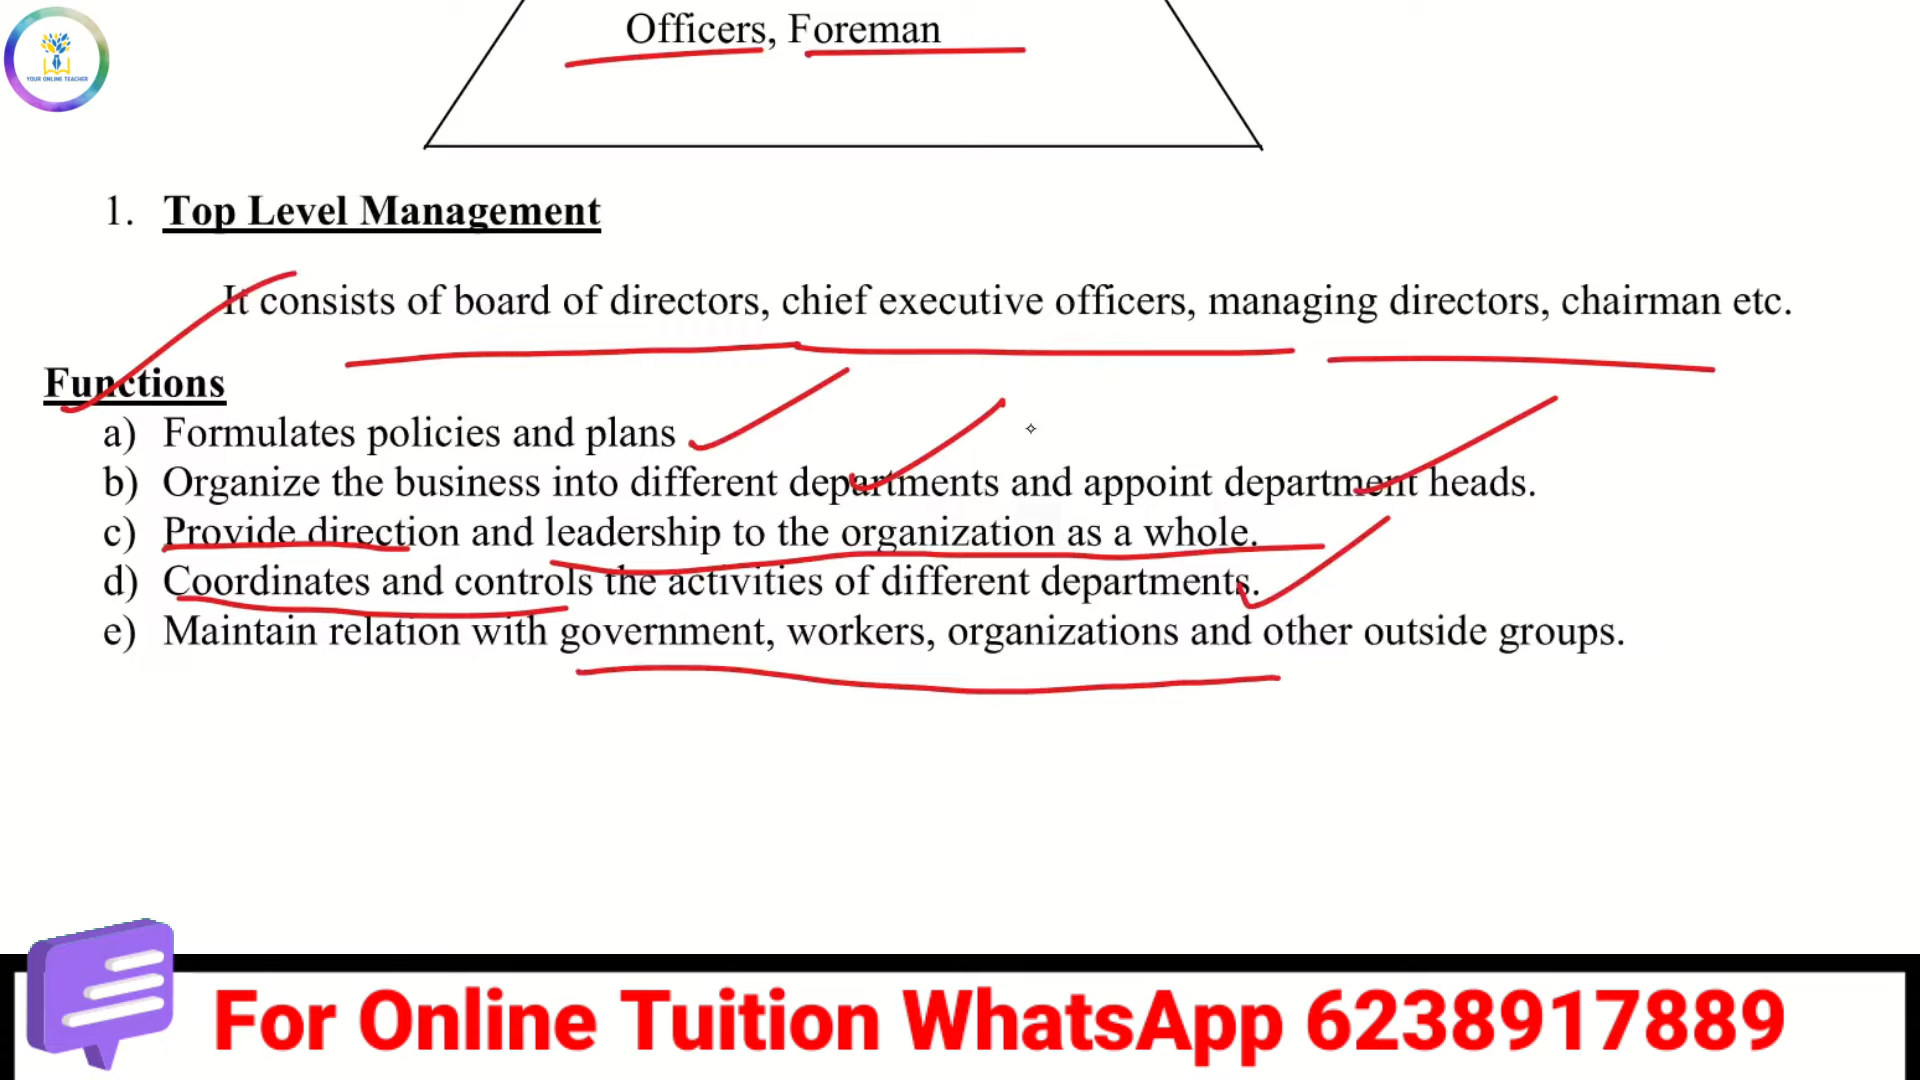 YOUR ONLINE TEACHER
Officers, Foreman
1. Top Level Management
It consists of board of directors, chief executive officers, managing directors, chairman etc.
Functions
a) Formulates policies and plans
b) Organize the business into different departments and appoint department heads.
c) Provide direction and leadership to the organization as a whole.
d) Coordinates and controls the activities of different departments.
e) Maintain relation with government, workers, organizations and other outside groups.
For Online Tuition WhatsApp 6238917889